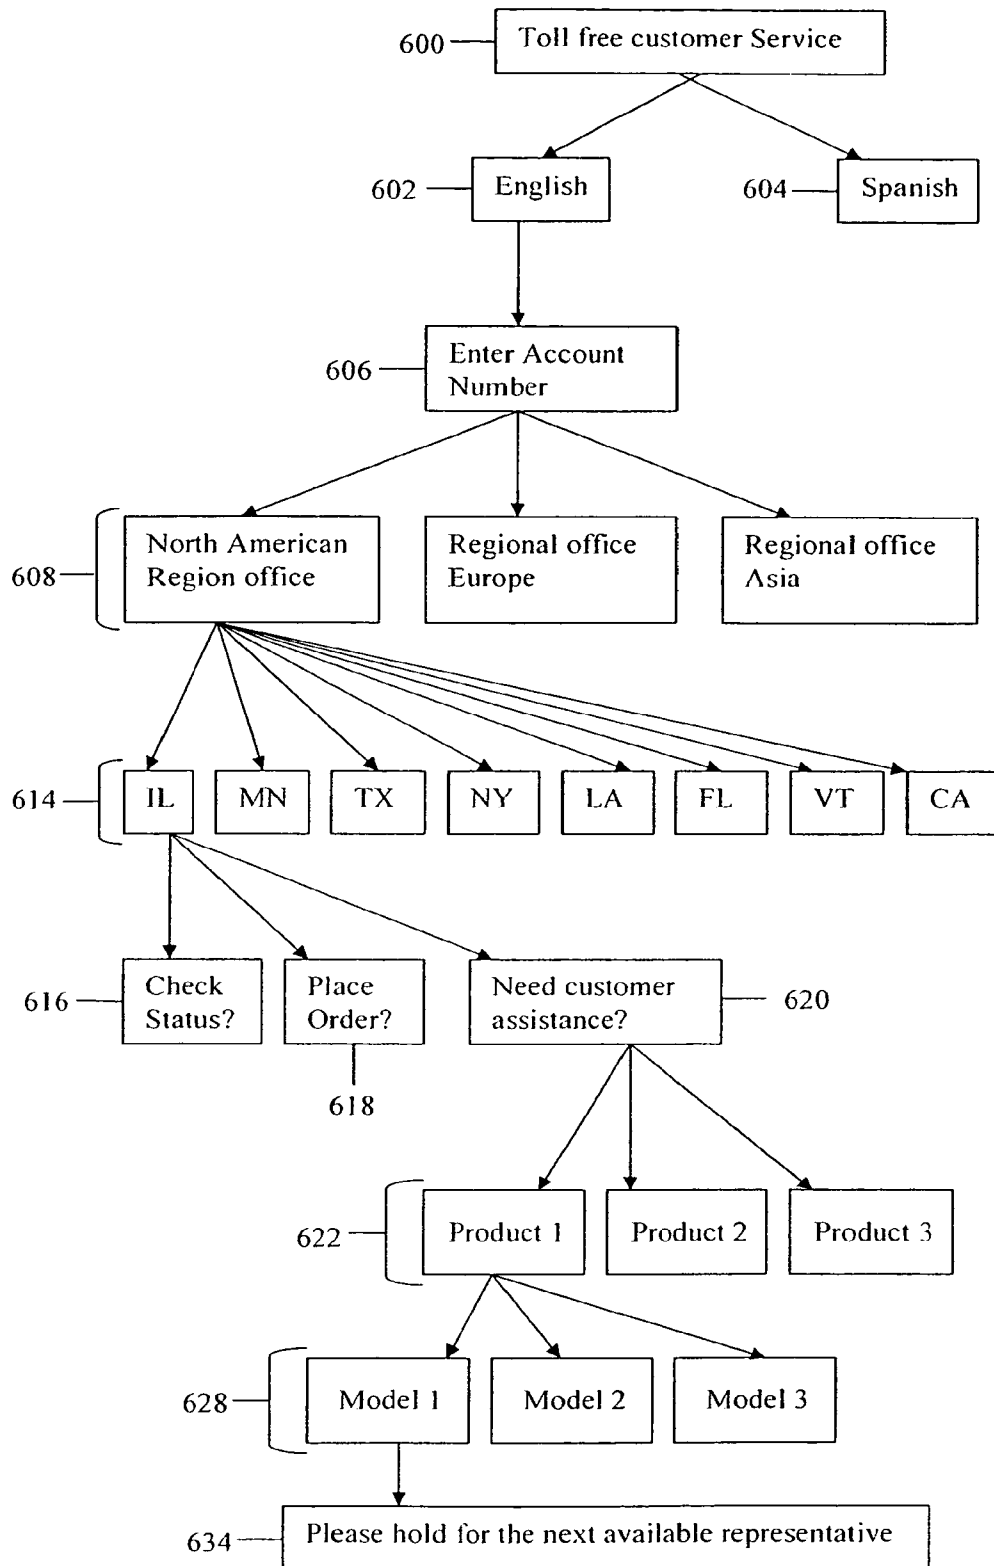 600
Toll free customer Service
602
English
604
Spanish
606
Enter Account
Number
608
North American
Region office
Regional office
Europe
Regional office
Asia
614
IL
MN
TX
NY
LA
FL
VT
CA
616
Check
Status?
Place
Order?
618
Need customer
assistance?
620
622
Product 1
Product 2
Product 3
628
Model 1
Model 2
Model 3
634
Please hold for the next available representative